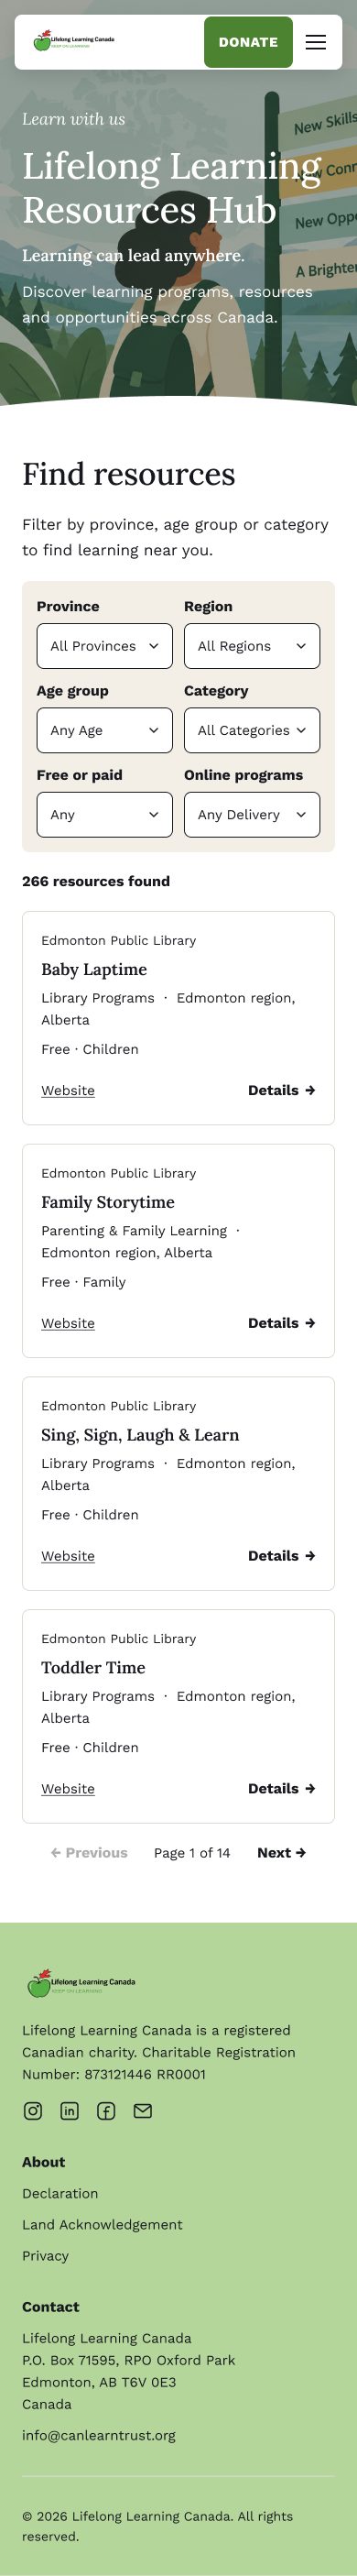 Lifelong Learning Canada
KEEP ON LEARNING
DONATE
New Skills
New Conn
New Oppo
A Brighter
Learn with us
Lifelong Learning
Resources Hub
Learning can lead anywhere.
Discover learning programs, resources
and opportunities across Canada.
Find resources
Filter by province, age group or category
to find learning near you.
Province
Region
All Provinces
All Regions
Age group
Category
Any Age
All Categories
Free or paid
Online programs
Any
Any Delivery
266 resources found
Edmonton Public Library
Baby Laptime
Library Programs · Edmonton region,
Alberta
Free · Children
Website
Details →
Edmonton Public Library
Family Storytime
Parenting & Family Learning ·
Edmonton region, Alberta
Free · Family
Website
Details →
Edmonton Public Library
Sing, Sign, Laugh & Learn
Library Programs · Edmonton region,
Alberta
Free · Children
Website
Details →
Edmonton Public Library
Toddler Time
Library Programs · Edmonton region,
Alberta
Free · Children
Website
Details →
← Previous
Page 1 of 14
Next →
Lifelong Learning Canada
KEEP ON LEARNING
Lifelong Learning Canada is a registered
Canadian charity. Charitable Registration
Number: 873121446 RR0001
About
Declaration
Land Acknowledgement
Privacy
Contact
Lifelong Learning Canada
P.O. Box 71595, RPO Oxford Park
Edmonton, AB T6V 0E3
Canada
info@canlearntrust.org
© 2026 Lifelong Learning Canada. All rights
reserved.